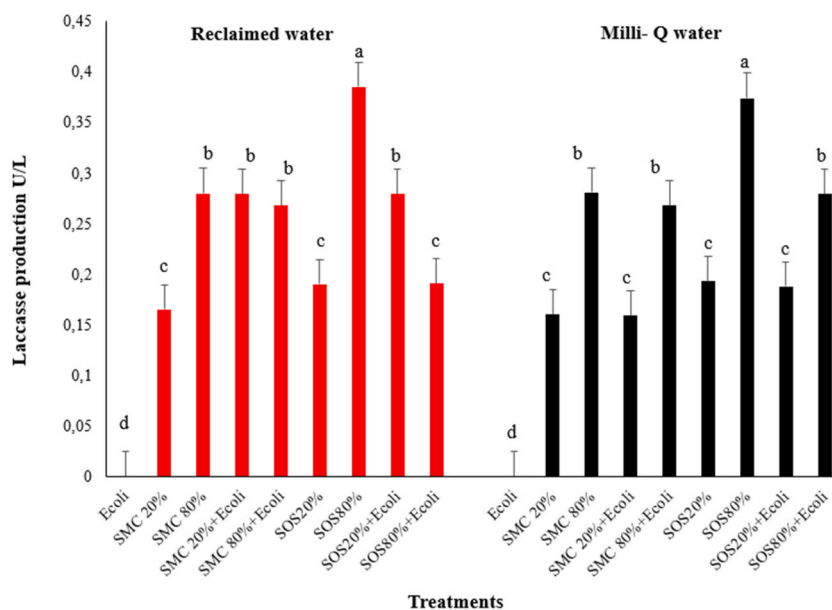 Reclaimed water
Milli- Q water
Laccasse production U/L
0,45
0,4
0,35
0,3
0,25
0,2
0,15
0,1
0,05
0
d
c
b
b
b
c
a
b
c
d
c
b
c
b
c
a
c
b
Ecoli
SMC 20%
SMC 80%
SMC 20%+Ecoli
SMC 80%+Ecoli
SOS20%
SOS80%
SOS20%+Ecoli
SOS80%+Ecoli
Ecoli
SMC 20%
SMC 80%
SMC 20%+Ecoli
SMC 80%+Ecoli
SOS20%
SOS80%
SOS20%+Ecoli
SOS80%+Ecoli
Treatments